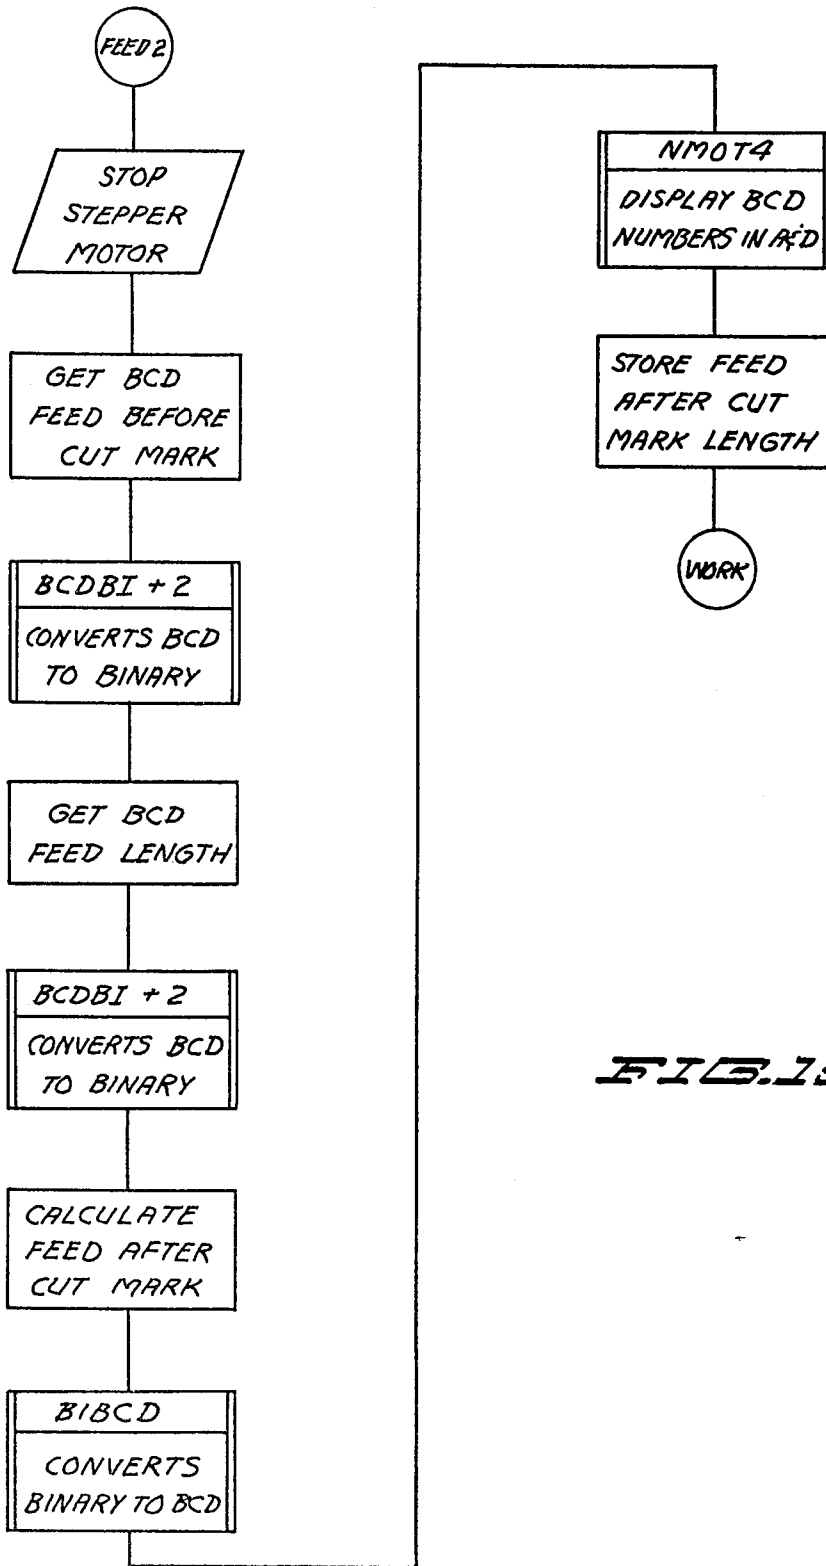 FEED 2
STOP
STEPPER
MOTOR
GET BCD
FEED BEFORE
CUT MARK
BCDBI + 2
CONVERTS BCD
TO BINARY
GET BCD
FEED LENGTH
BCDBI + 2
CONVERTS BCD
TO BINARY
CALCULATE
FEED AFTER
CUT MARK
BIBCD
CONVERTS
BINARY TO BCD
NMOT4
DISPLAY BCD
NUMBERS IN A&D
STORE FEED
AFTER CUT
MARK LENGTH
WORK